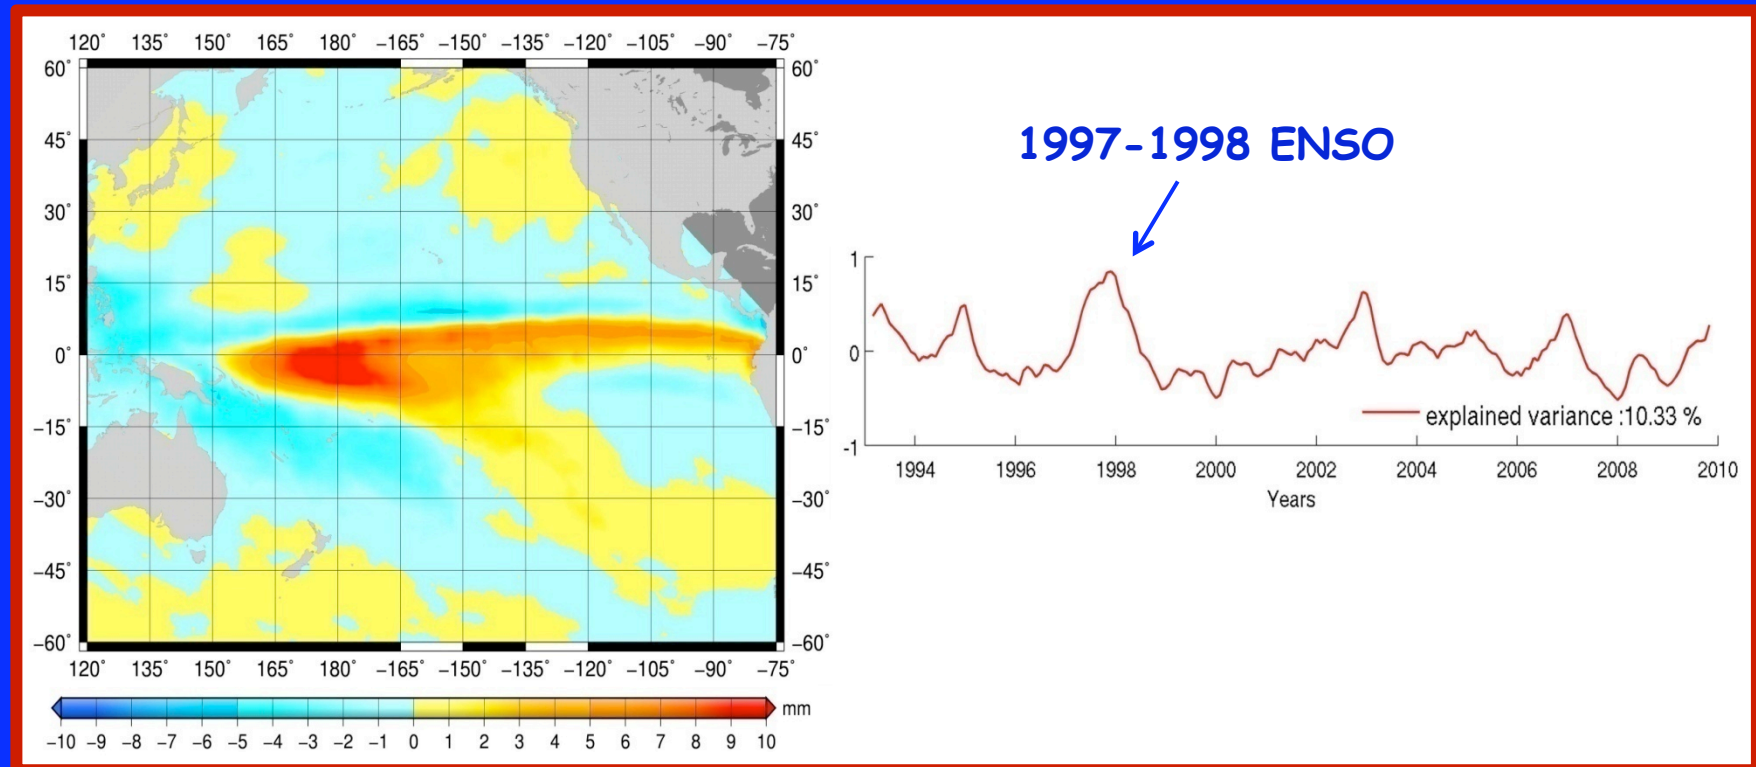 120° 135° 150° 165° 180° −165° −150° −135° −120° −105° −90° −75°
60° 60°
45° 45°
30° 30°
15° 15°
0° 0°
−15° −15°
−30° −30°
−45° −45°
−60° −60°
120° 135° 150° 165° 180° −165° −150° −135° −120° −105° −90° −75°
mm
−10 −9 −8 −7 −6 −5 −4 −3 −2 −1 0 1 2 3 4 5 6 7 8 9 10
1997-1998 ENSO
1
0
explained variance :10.33 %
-1
1994 1996 1998 2000 2002 2004 2006 2008 2010
Years